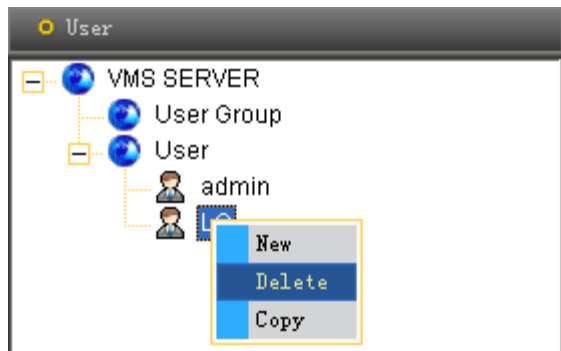 User
VMS SERVER
User Group
User
admin
New
Delete
Copy